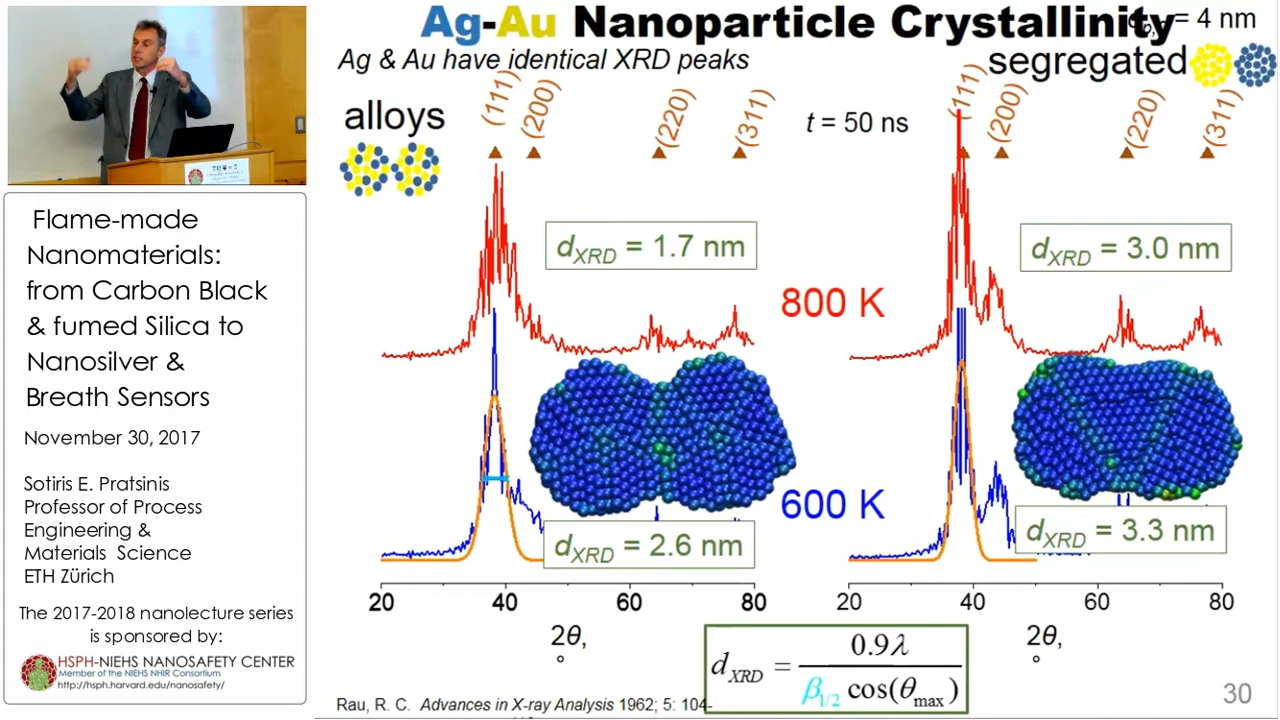 Ag-Au Nanoparticle Crystallinity
= 4 nm
Ag & Au have identical XRD peaks
segregated
alloys
(111)
(200)
(220)
(311)
t = 50 ns
(111)
(200)
(220)
(311)
dXRD = 1.7 nm
dXRD = 3.0 nm
800 K
600 K
dXRD = 2.6 nm
dXRD = 3.3 nm
20
40
60
80
20
40
60
80
2θ,
°
2θ,
°
dXRD = 0.9λ / β1/2 cos(θmax)
Rau, R. C. Advances in X-ray Analysis 1962; 5: 104-
30
Flame-made
Nanomaterials:
from Carbon Black
& fumed Silica to
Nanosilver &
Breath Sensors
November 30, 2017
Sotiris E. Pratsinis
Professor of Process
Engineering &
Materials Science
ETH Zürich
The 2017-2018 nanolecture series
is sponsored by:
HSPH-NIEHS NANOSAFETY CENTER
Member of the NIEHS NHIR Consortium
http://hsph.harvard.edu/nanosafety/